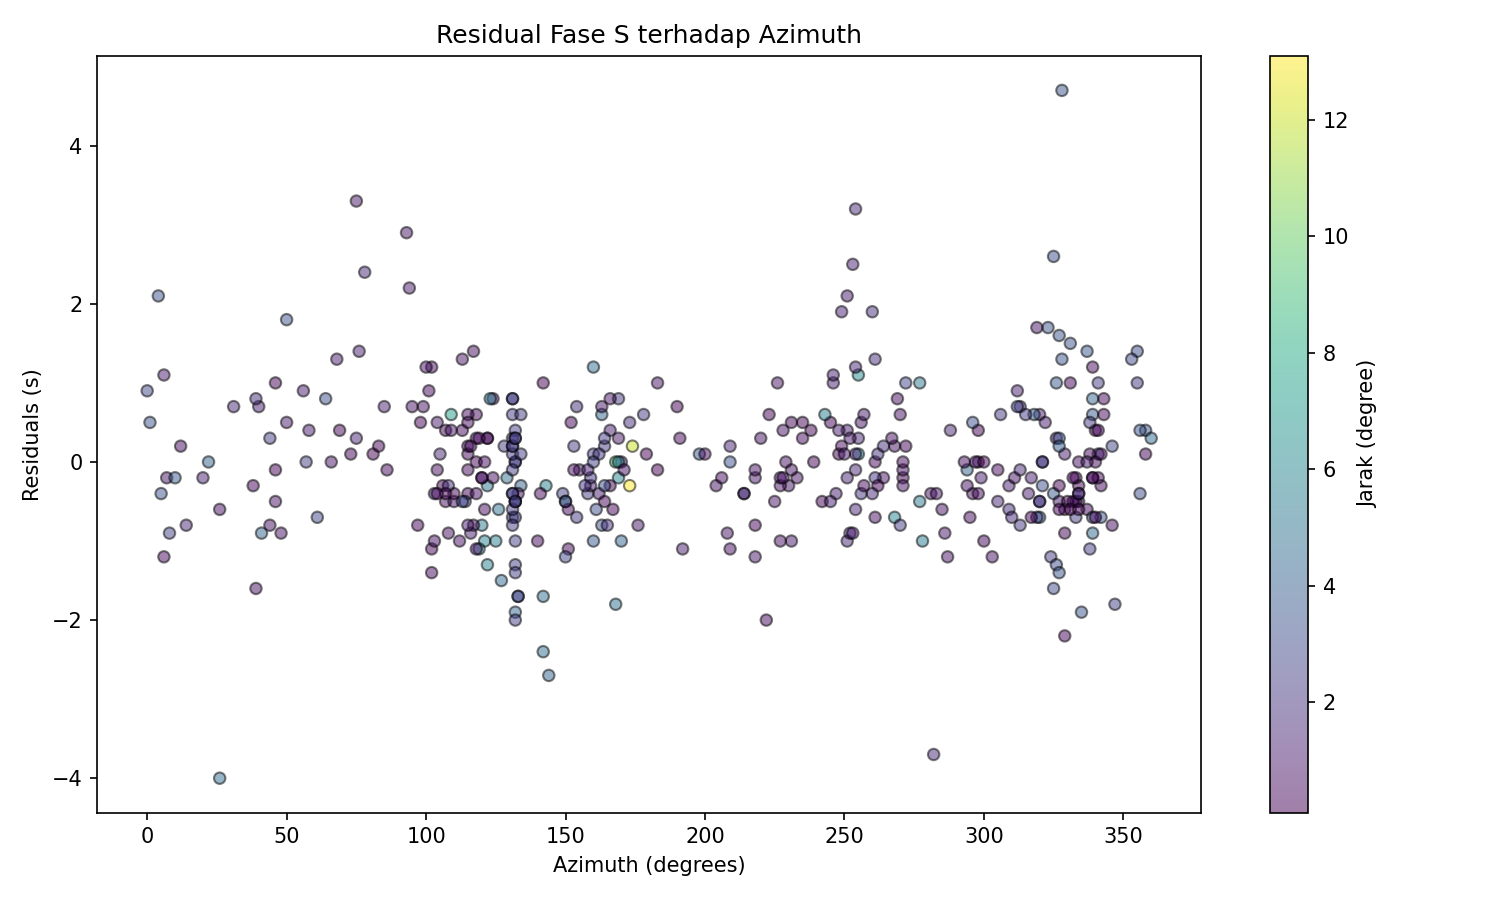 Residual Fase S terhadap Azimuth
Residuals (s)
4
2
0
−2
−4
0 50 100 150 200 250 300 350
Azimuth (degrees)
12
10
8
6
4
2
Jarak (degree)